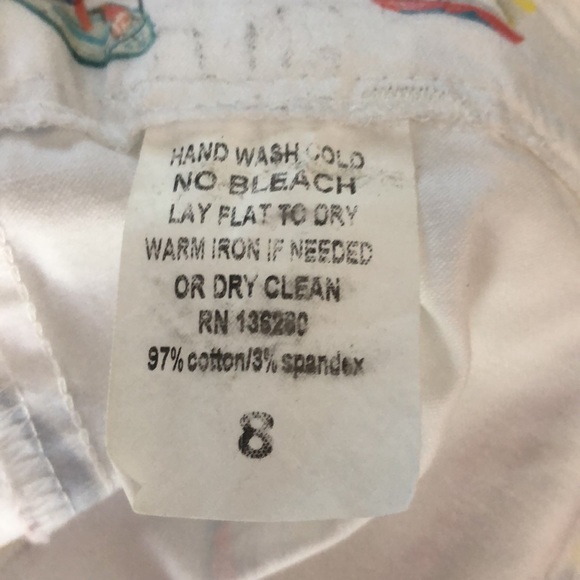 HAND WASH COLD
NO BLEACH
LAY FLAT TO DRY
WARM IRON IF NEEDED
OR DRY CLEAN
RN 136280
97% cotton/3% spandex
8